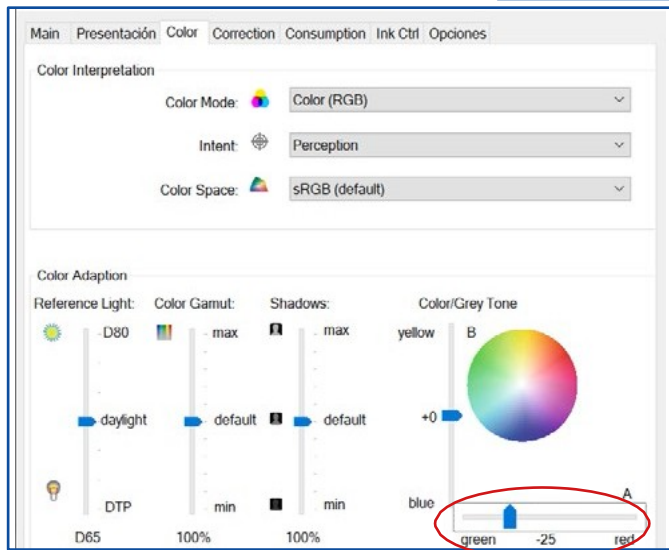 Main Presentación Color Correction Consumption Ink Ctrl Opciones
Color Interpretation
Color Mode: Color (RGB)
Intent: Perception
Color Space: sRGB (default)
Color Adaption
Reference Light: Color Gamut: Shadows: Color/Grey Tone
D80 max max yellow B
daylight default default +0
A
DTP min min blue
D65 100% 100% green -25 red